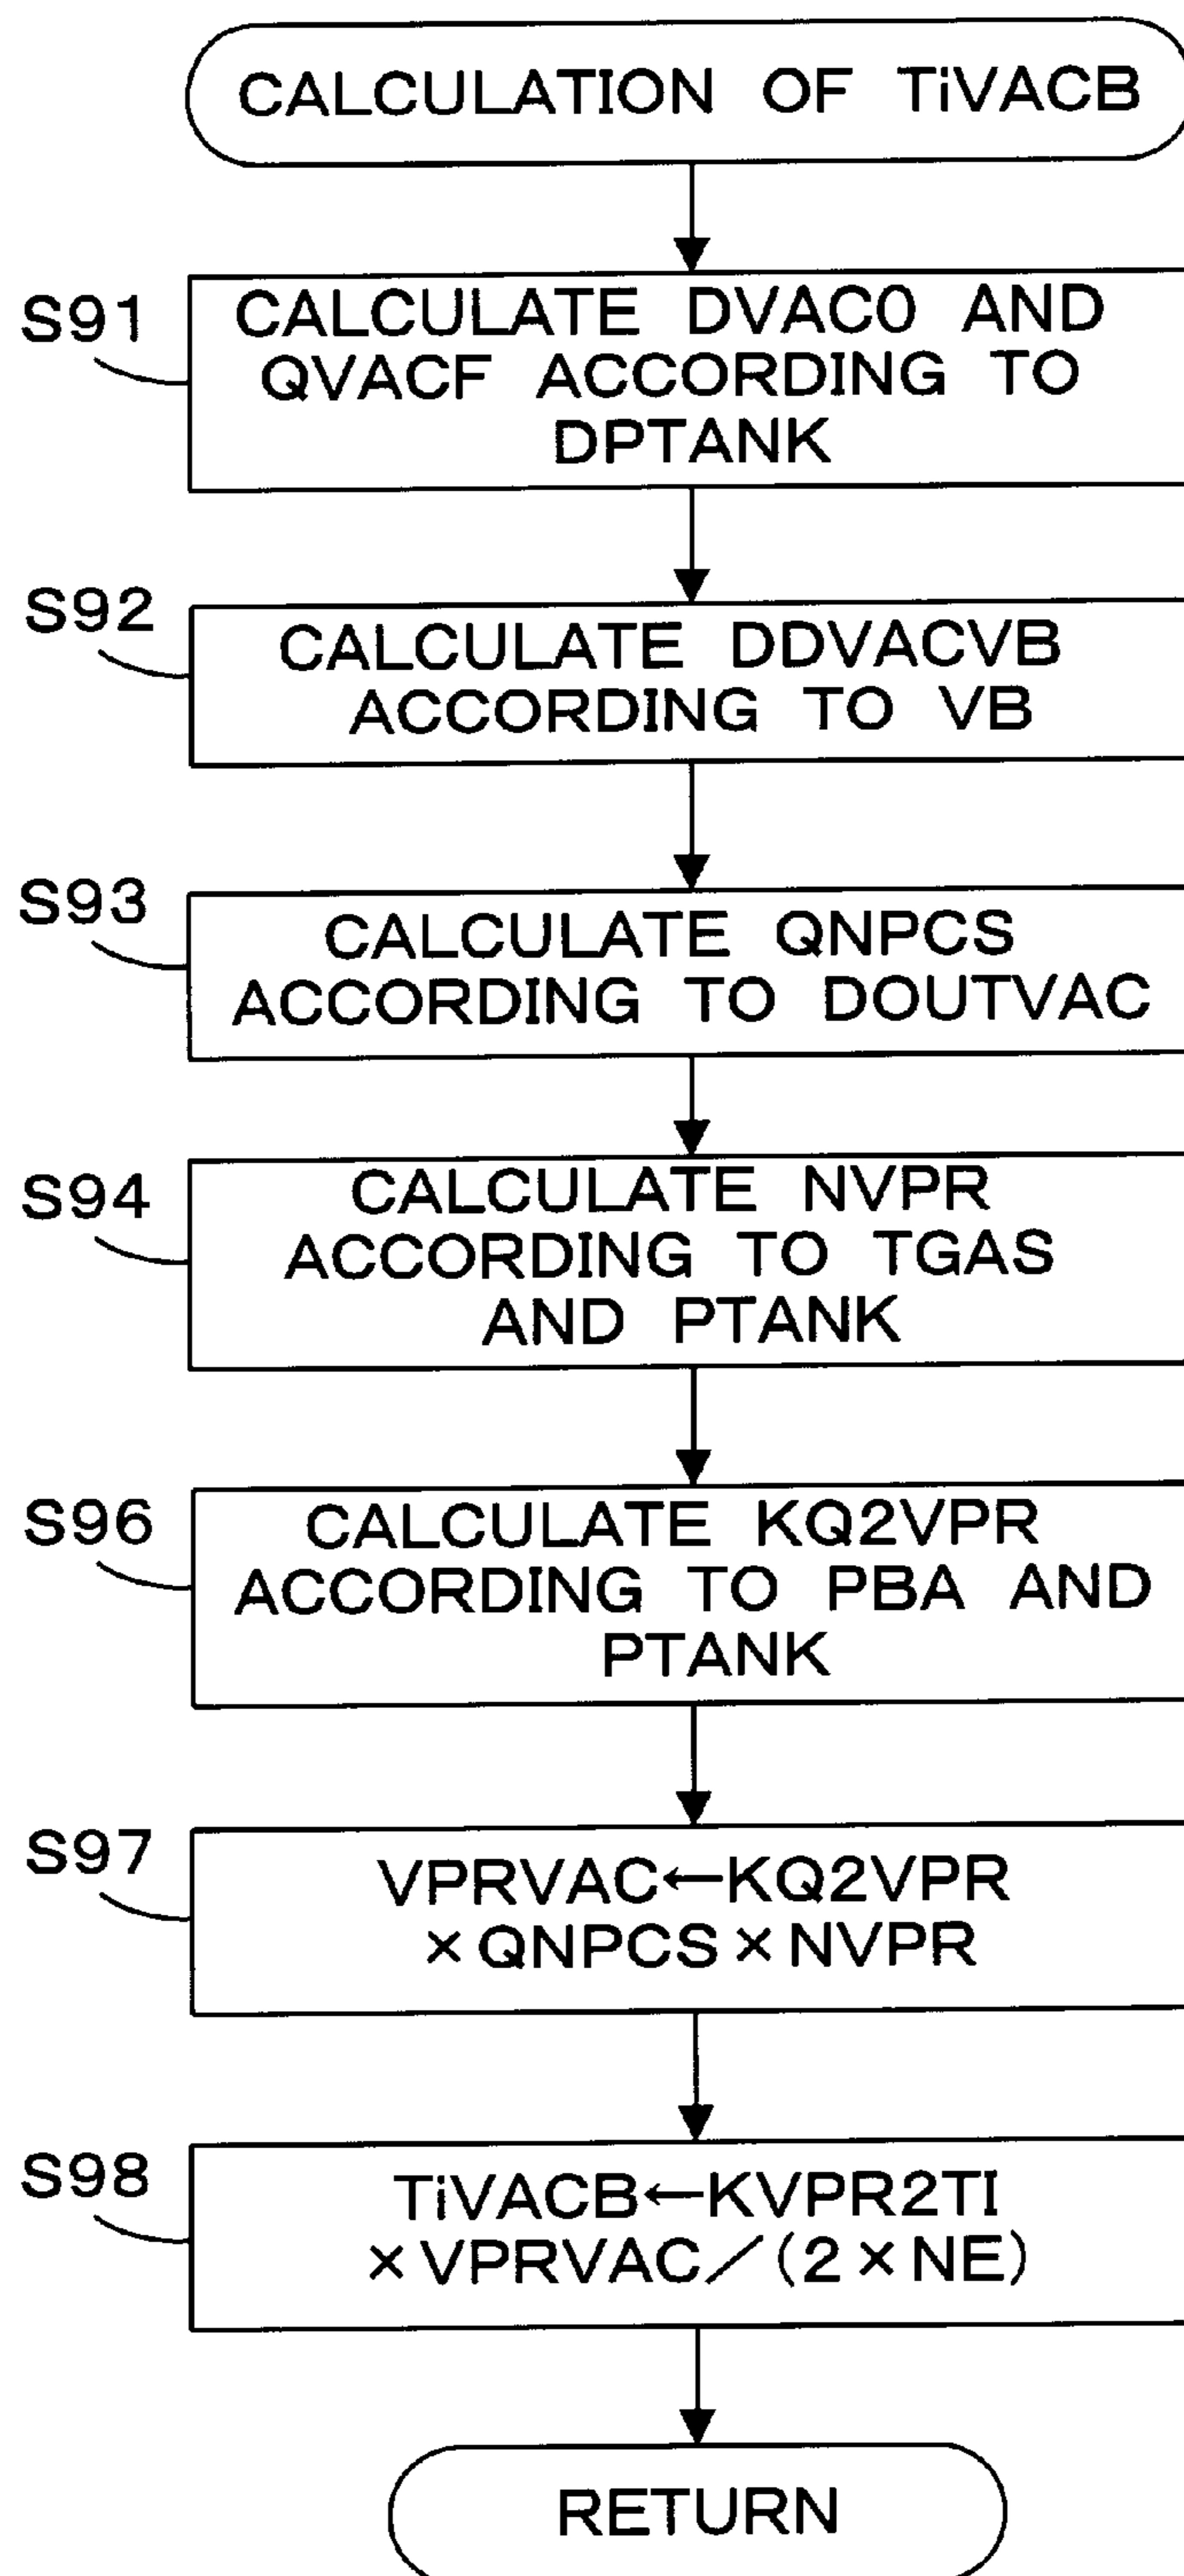 CALCULATION OF TiVACB
S91
CALCULATE DVAC0 AND
QVACF ACCORDING TO
DPTANK
S92
CALCULATE DDVACVB
ACCORDING TO VB
S93
CALCULATE QNPCS
ACCORDING TO DOUTVAC
S94
CALCULATE NVPR
ACCORDING TO TGAS
AND PTANK
S96
CALCULATE KQ2VPR
ACCORDING TO PBA AND
PTANK
S97
VPRVAC←KQ2VPR
×QNPCS×NVPR
S98
TiVACB←KVPR2TI
×VPRVAC/(2×NE)
RETURN